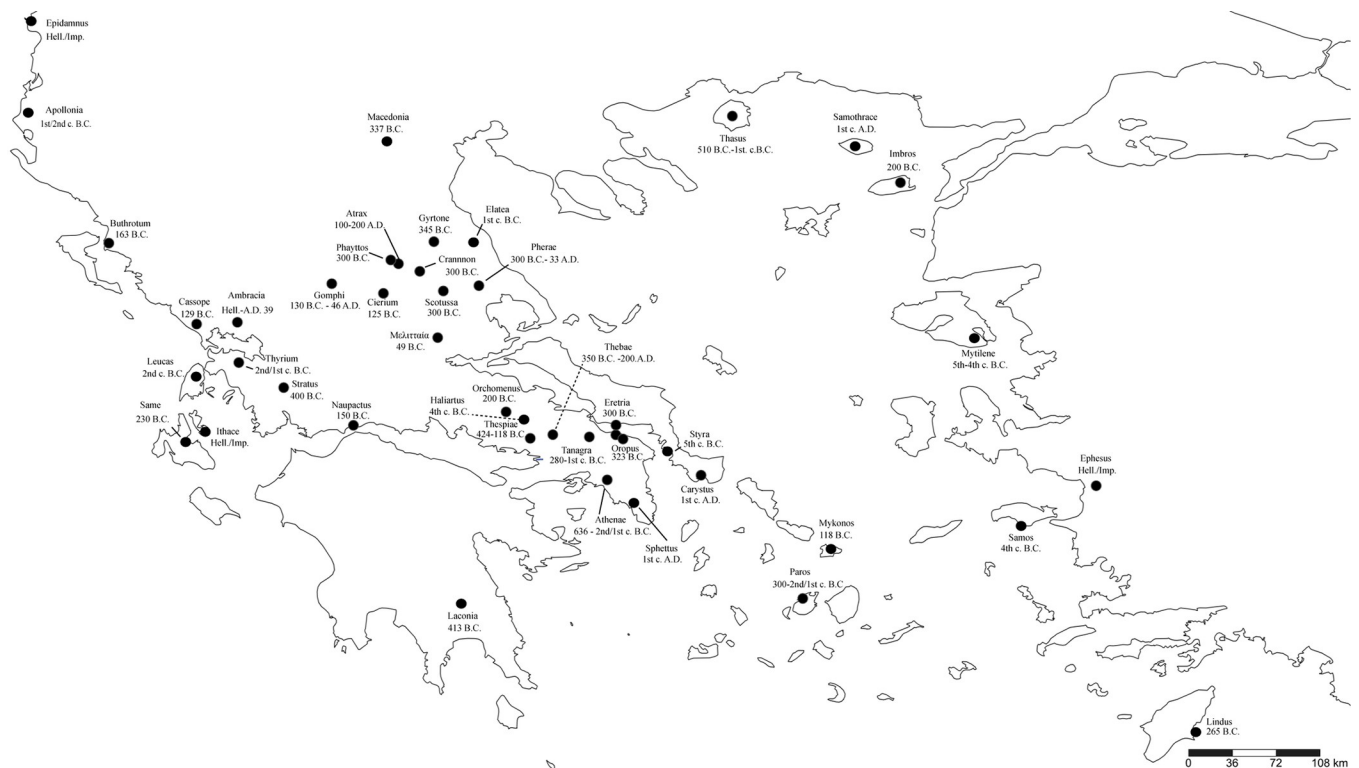 Epidamnus
Hell./Imp.
Apollonia
1st/2nd c. B.C.
Macedonia
337 B.C.
Thasus
510 B.C.-1st. c.B.C.
Samothrace
1st c. A.D.
Imbros
200 B.C.
Buthrotum
163 B.C.
Atrax
100-200 A.D.
Phayttos
300 B.C.
Gyrtone
345 B.C.
Elatea
1st c. B.C.
Crannnon
300 B.C.
Pherae
300 B.C.- 33 A.D.
Gomphi
130 B.C. - 46 A.D.
Cierium
125 B.C.
Scotussa
300 B.C.
Cassope
129 B.C.
Ambracia
Hell.-A.D. 39
Μελιτταία
49 B.C.
Thebae
350 B.C. -200.A.D.
Mytilene
5th-4th c. B.C.
Leucas
2nd c. B.C.
Thyrium
2nd/1st c. B.C.
Stratus
400 B.C.
Same
230 B.C.
Ithace
Hell./Imp.
Naupactus
150 B.C.
Orchomenus
200 B.C.
Haliartus
4th c. B.C.
Thespiae
424-118 B.C
Eretria
300 B.C.
Tanagra
280-1st c. B.C.
Oropus
323 B.C
Styra
5th c. B.C.
Carystus
1st c. A.D.
Ephesus
Hell./Imp.
Athenae
636 - 2nd/1st c. B.C.
Sphettus
1st c. A.D.
Mykonos
118 B.C.
Samos
4th c. B.C.
Paros
300-2nd/1st c. B.C
Laconia
413 B.C.
Lindus
265 B.C.
0 36 72 108 km